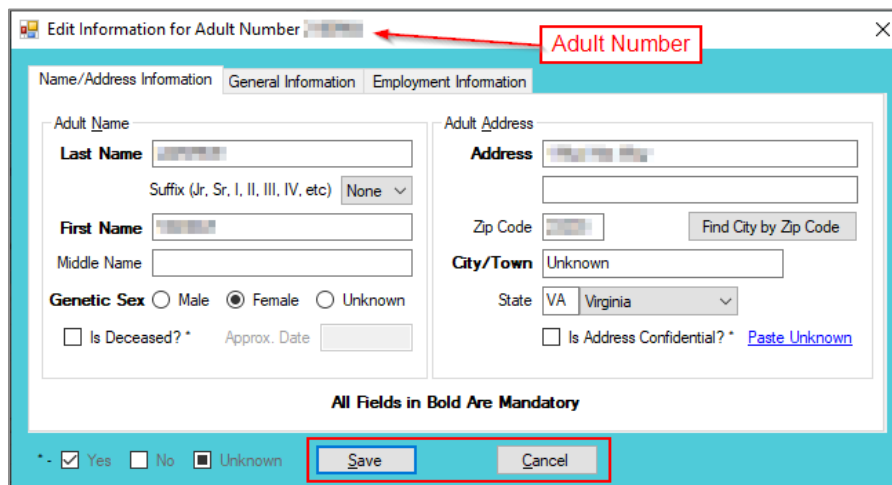 Edit Information for Adult Number
Adult Number
Name/Address Information General Information Employment Information
Adult Name
Last Name
Suffix (Jr, Sr, I, II, III, IV, etc) None
First Name
Middle Name
Genetic Sex Male Female Unknown
Is Deceased? * Approx. Date
Adult Address
Address
Zip Code Find City by Zip Code
City/Town Unknown
State VA Virginia
Is Address Confidential? * Paste Unknown
All Fields in Bold Are Mandatory
* - Yes No Unknown Save Cancel